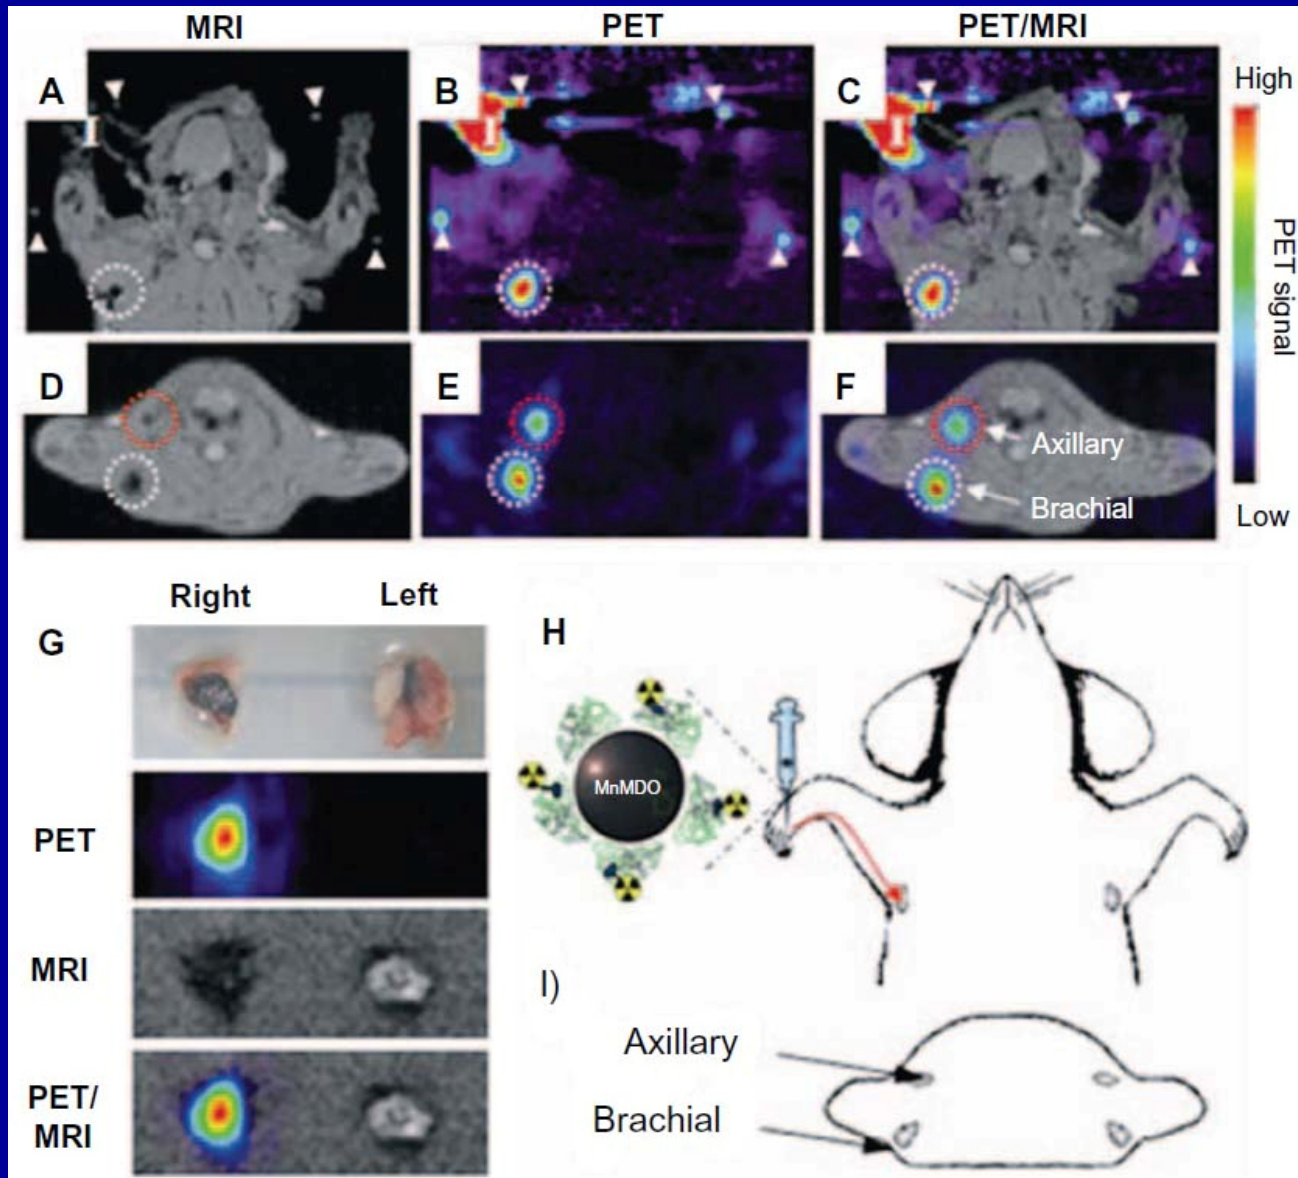 MRI PET PET/MRI
A B C High
I I I
PET signal
D E F Axillary
Brachial
Low
Right Left
G H
MnMDO
PET
MRI
I)
Axillary
PET/
MRI
Brachial